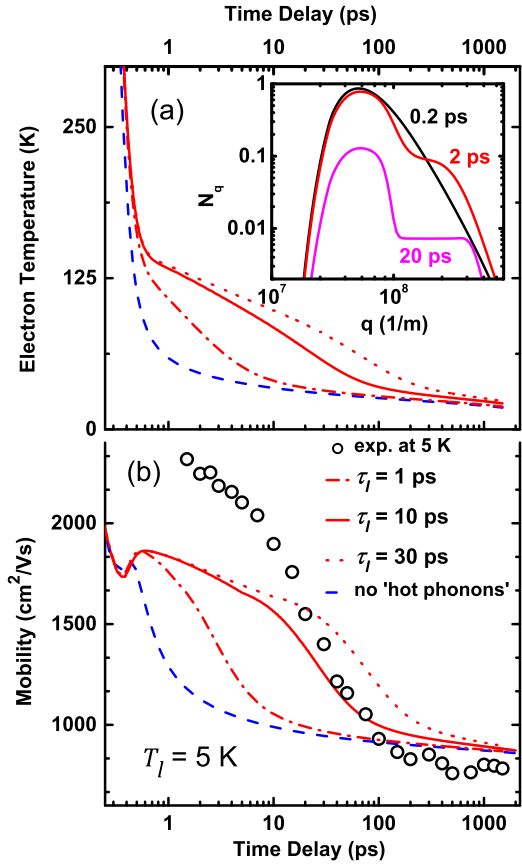 Time Delay (ps)
1 10 100 1000
(a)
250
125
0
Electron Temperature (K)
1
0.1
0.01
N_q
0.2 ps
2 ps
20 ps
10^7 10^8
q (1/m)
(b)
exp. at 5 K
τ_l = 1 ps
τ_l = 10 ps
τ_l = 30 ps
no 'hot phonons'
2000
1500
1000
Mobility (cm²/Vs)
T_l = 5 K
1 10 100 1000
Time Delay (ps)